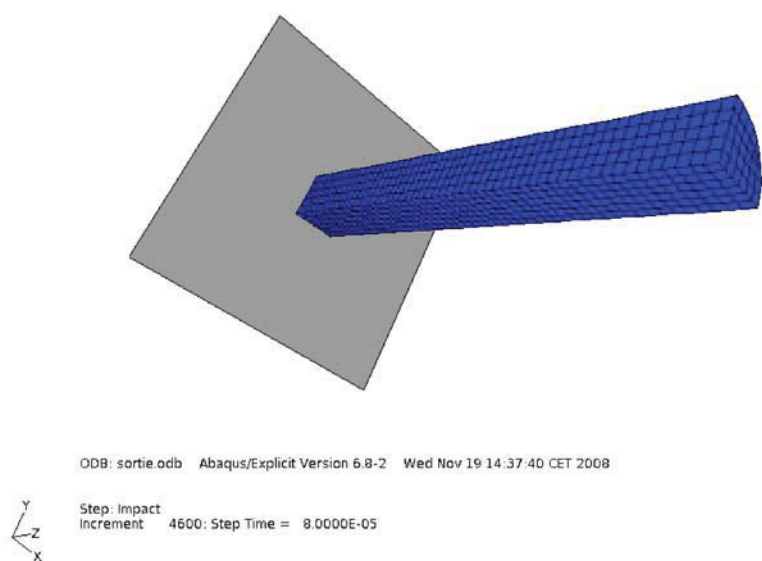 ODB: sortie.odb Abaqus/Explicit Version 6.8-2 Wed Nov 19 14:37:40 CET 2008
Step: Impact
Increment 4600: Step Time = 8.0000E-05
Y
Z
X